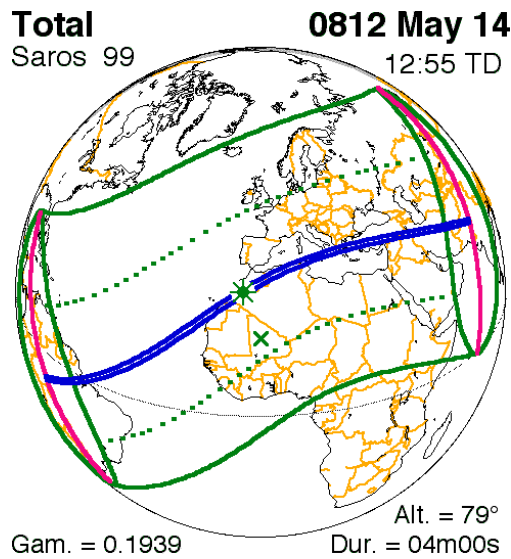 Total 0812 May 14
Saros 99 12:55 TD
Alt. = 79°
Gam. = 0.1939 Dur. = 04m00s